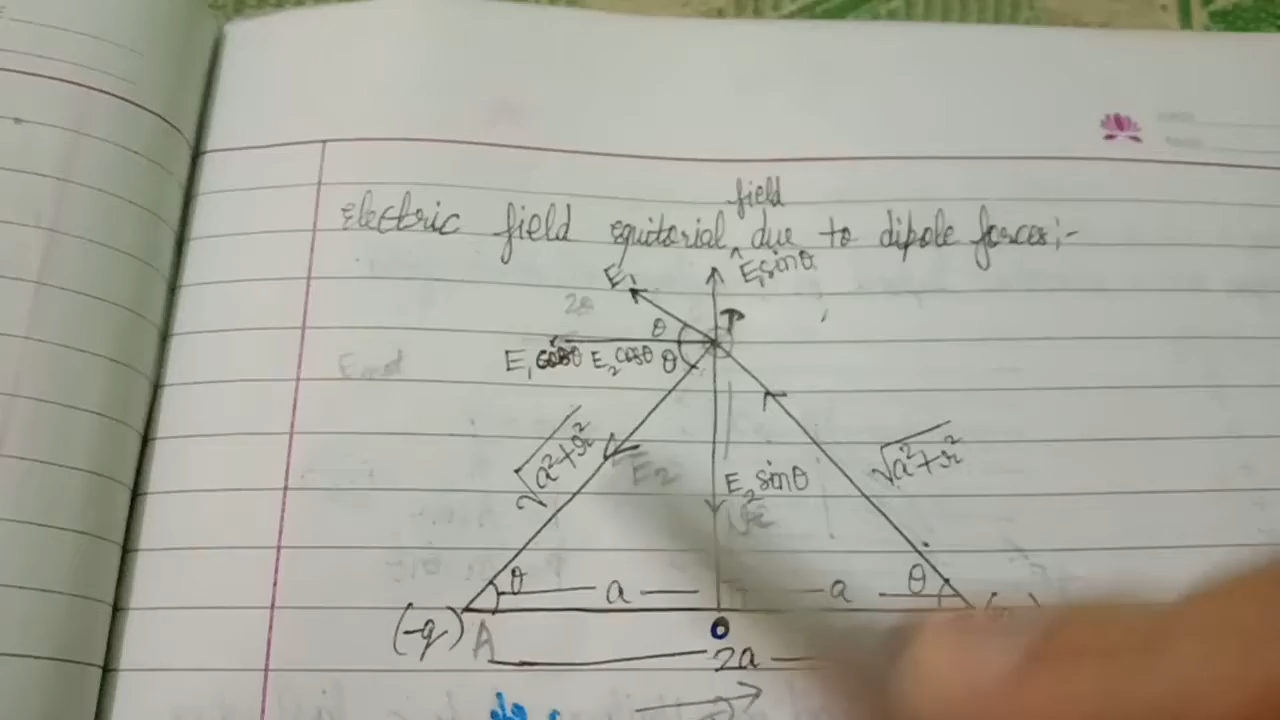 field
Electric field equitorial ^ due to dipole forces;-
E₁ E₁sinθ
2θ
θ P
E₁cosθ E₂cosθ θ
√a²+r² √a²+r²
E₂ E₂sinθ
θ a a θ
(-q) A O
2a